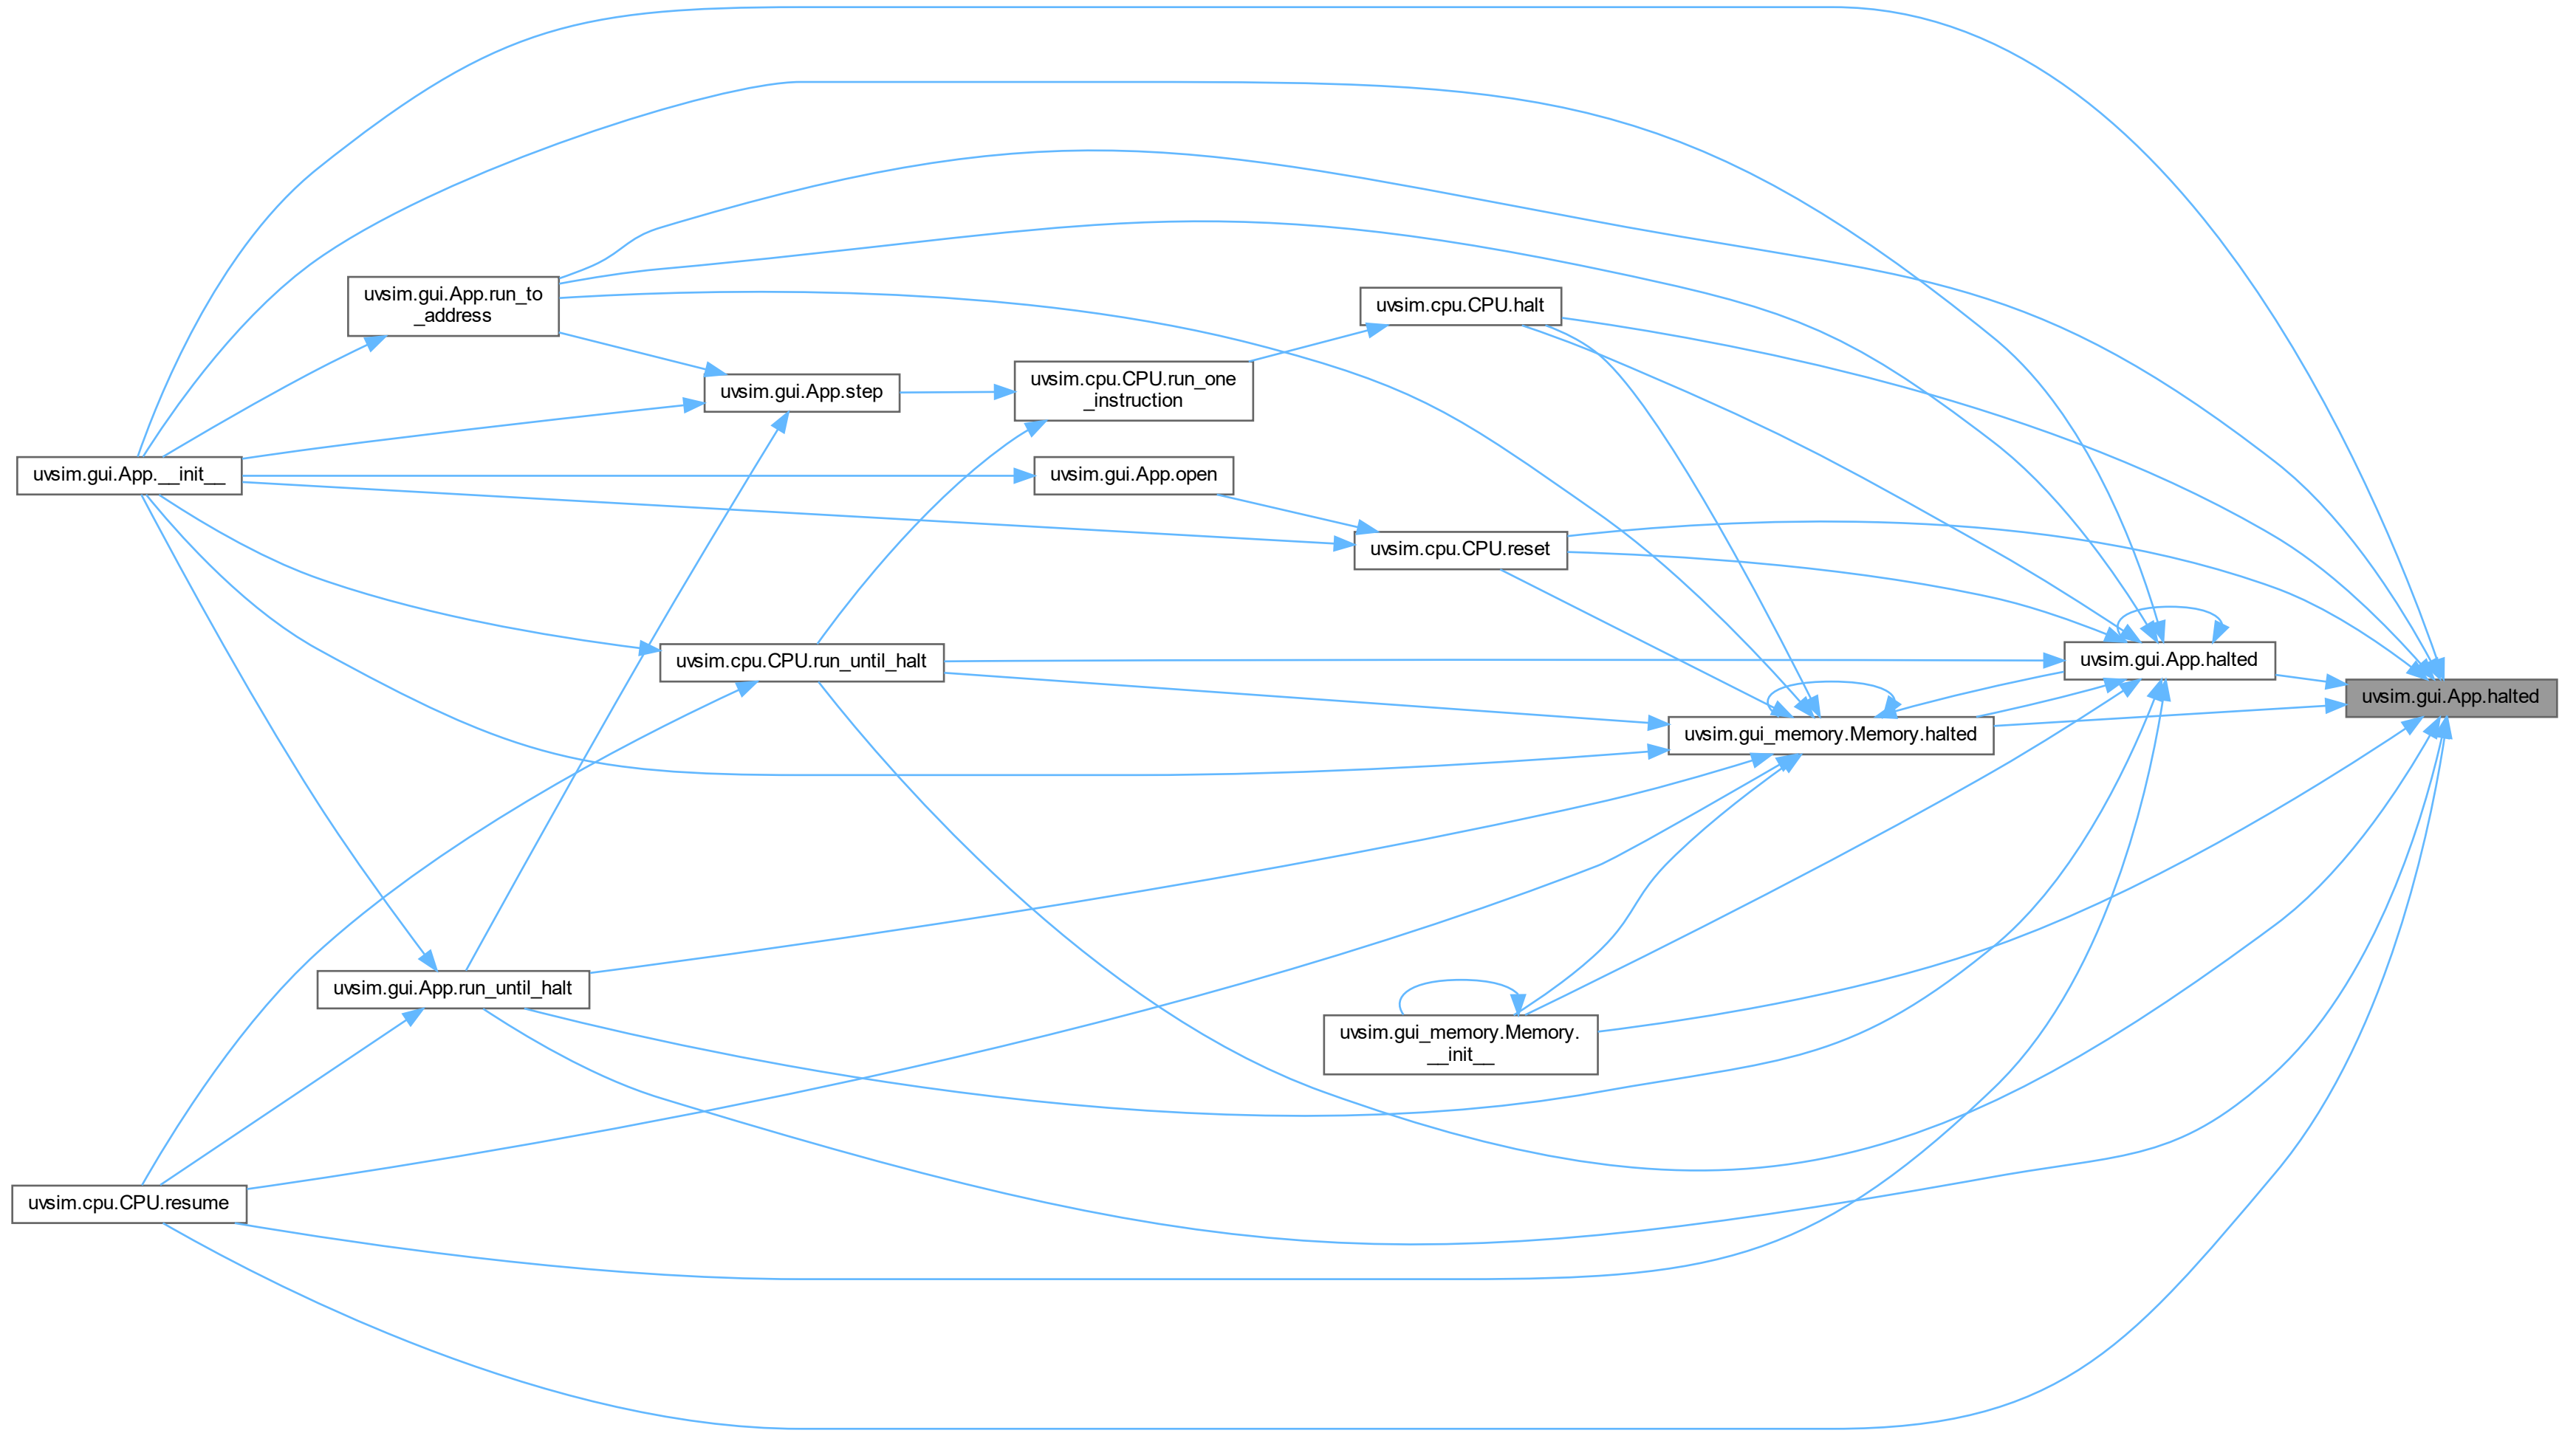 uvsim.gui.App.run_to
_address
uvsim.cpu.CPU.halt
uvsim.cpu.CPU.run_one
_instruction
uvsim.gui.App.step
uvsim.gui.App.__init__
uvsim.gui.App.open
uvsim.cpu.CPU.reset
uvsim.cpu.CPU.run_until_halt
uvsim.gui.App.halted
uvsim.gui.App.halted
uvsim.gui_memory.Memory.halted
uvsim.gui.App.run_until_halt
uvsim.gui_memory.Memory.
__init__
uvsim.cpu.CPU.resume